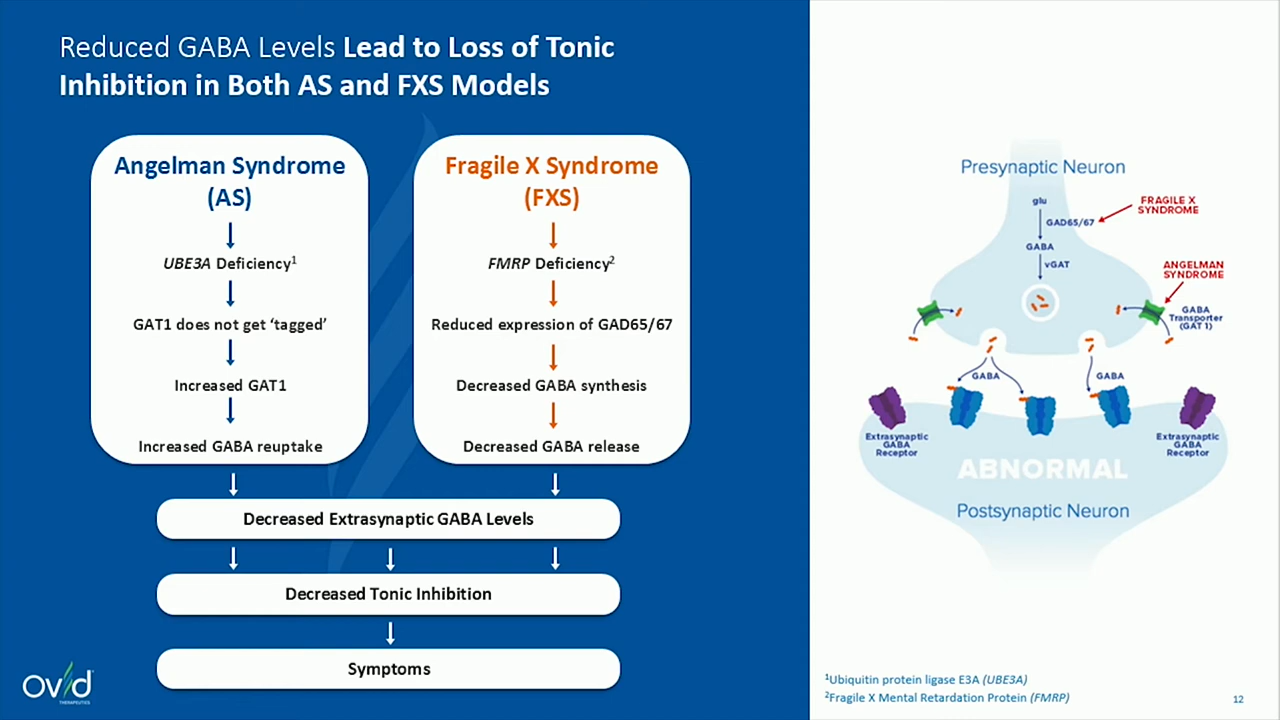 Reduced GABA Levels Lead to Loss of Tonic
Inhibition in Both AS and FXS Models
Angelman Syndrome
(AS)
UBE3A Deficiency1
GAT1 does not get ‘tagged’
Increased GAT1
Increased GABA reuptake
Fragile X Syndrome
(FXS)
FMRP Deficiency2
Reduced expression of GAD65/67
Decreased GABA synthesis
Decreased GABA release
Decreased Extrasynaptic GABA Levels
Decreased Tonic Inhibition
Symptoms
Ovid
THERAPEUTICS
Presynaptic Neuron
glu
GAD65/67
FRAGILE X
SYNDROME
GABA
vGAT
ANGELMAN
SYNDROME
GABA
Transporter
(GAT 1)
GABA
GABA
Extrasynaptic
GABA
Receptor
Extrasynaptic
GABA
Receptor
ABNORMAL
Postsynaptic Neuron
1Ubiquitin protein ligase E3A (UBE3A)
2Fragile X Mental Retardation Protein (FMRP)
12